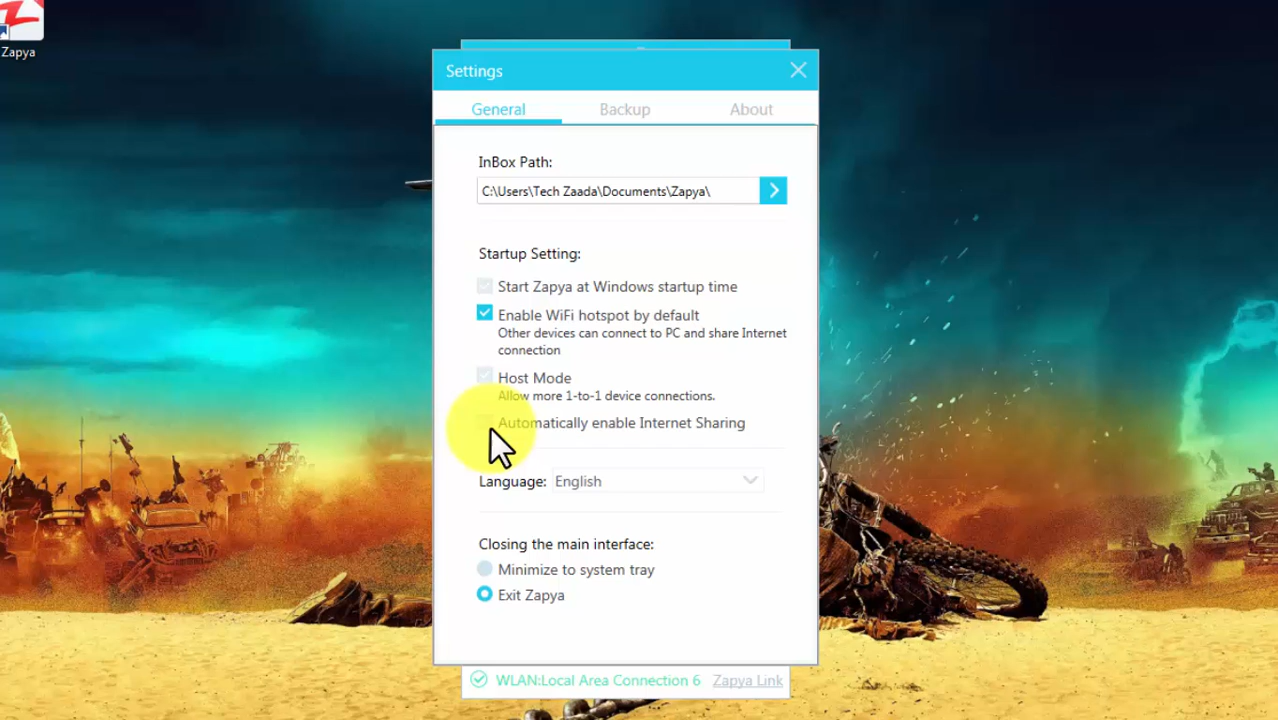 Zapya
Settings
General
Backup
About
InBox Path:
C:\Users\Tech Zaada\Documents\Zapya\
Startup Setting:
Start Zapya at Windows startup time
Enable WiFi hotspot by default
Other devices can connect to PC and share Internet
connection
Host Mode
Allow more 1-to-1 device connections.
Automatically enable Internet Sharing
Language: English
Closing the main interface:
Minimize to system tray
Exit Zapya
WLAN:Local Area Connection 6 Zapya Link